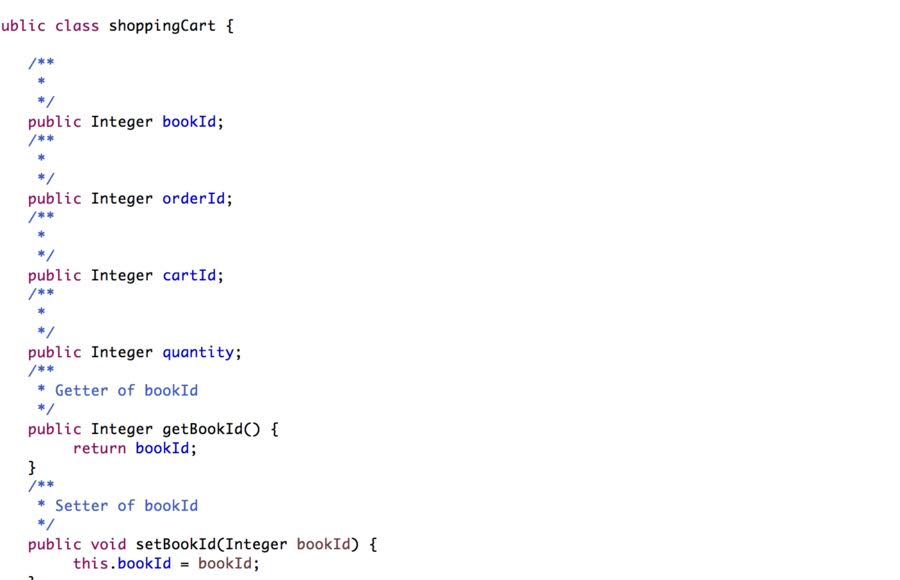 ublic class shoppingCart {
/**
*
*/
public Integer bookId;
/**
*
*/
public Integer orderId;
/**
*
*/
public Integer cartId;
/**
*
*/
public Integer quantity;
/**
* Getter of bookId
*/
public Integer getBookId() {
return bookId;
}
/**
* Setter of bookId
*/
public void setBookId(Integer bookId) {
this.bookId = bookId;
}